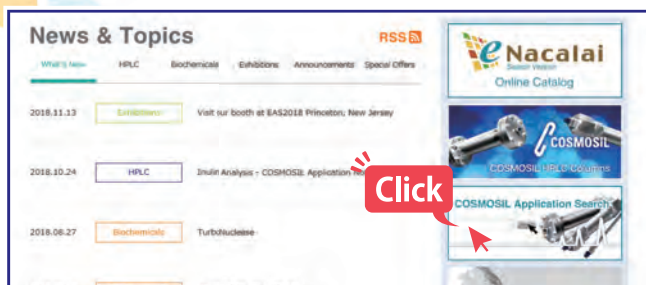 News & Topics
RSS
What's New HPLC Biochemicals Exhibitions Announcements Special Offers
2018.11.13 Exhibitions Visit our booth at EAS2018 Princeton, New Jersey
2018.10.24 HPLC Inulin Analysis - COSMOSIL Application
2018.08.27 Biochemicals TurboNuclease
Click
e Nacalai
Online Catalog
COSMOSIL
COSMOSIL HPLC Columns
COSMOSIL Application Search